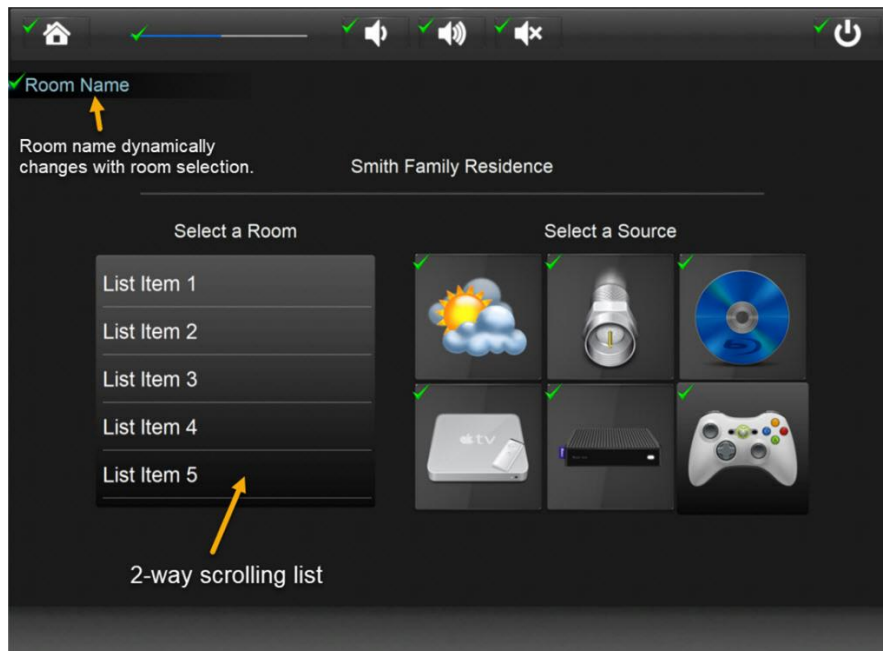 Room Name
Room name dynamically
changes with room selection.
Smith Family Residence
Select a Room
Select a Source
List Item 1
List Item 2
List Item 3
List Item 4
List Item 5
tv
2-way scrolling list